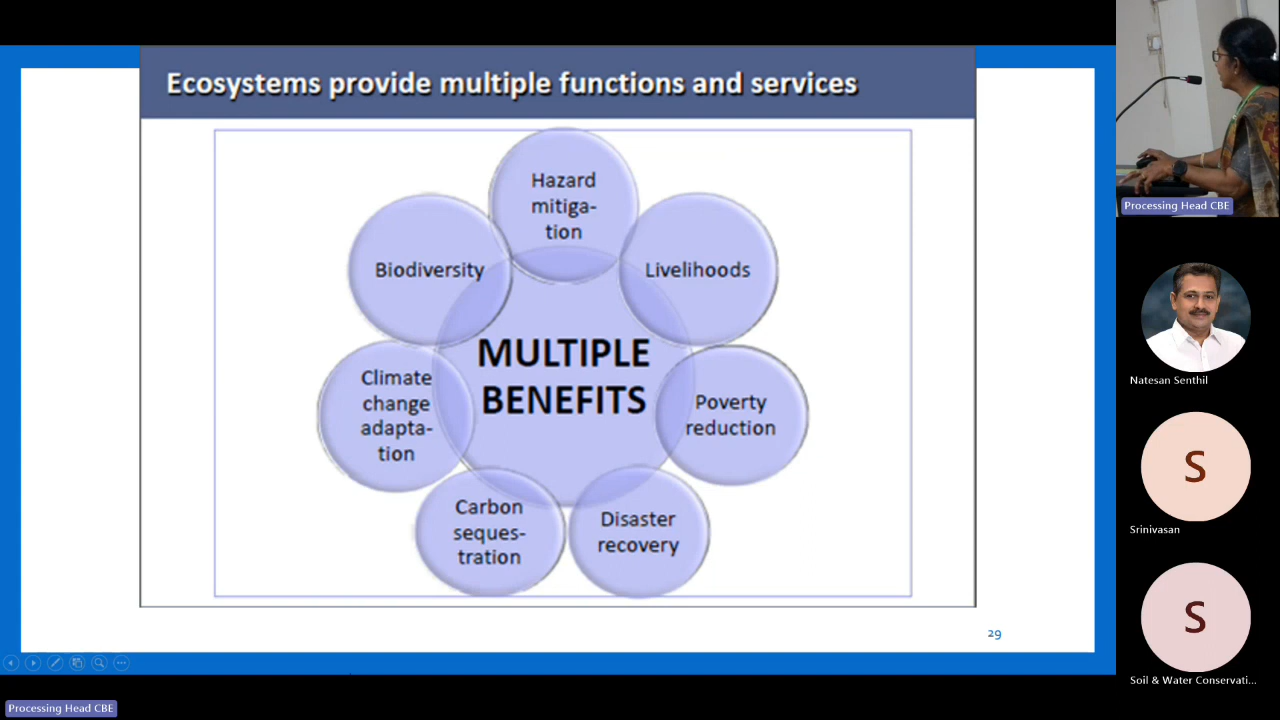 Ecosystems provide multiple functions and services
Hazard
mitiga-
tion
Biodiversity
Livelihoods
MULTIPLE
BENEFITS
Climate
change
adapta-
tion
Poverty
reduction
Carbon
seques-
tration
Disaster
recovery
29
Processing Head CBE
Natesan Senthil
S
Srinivasan
S
Soil & Water Conservati...
Processing Head CBE